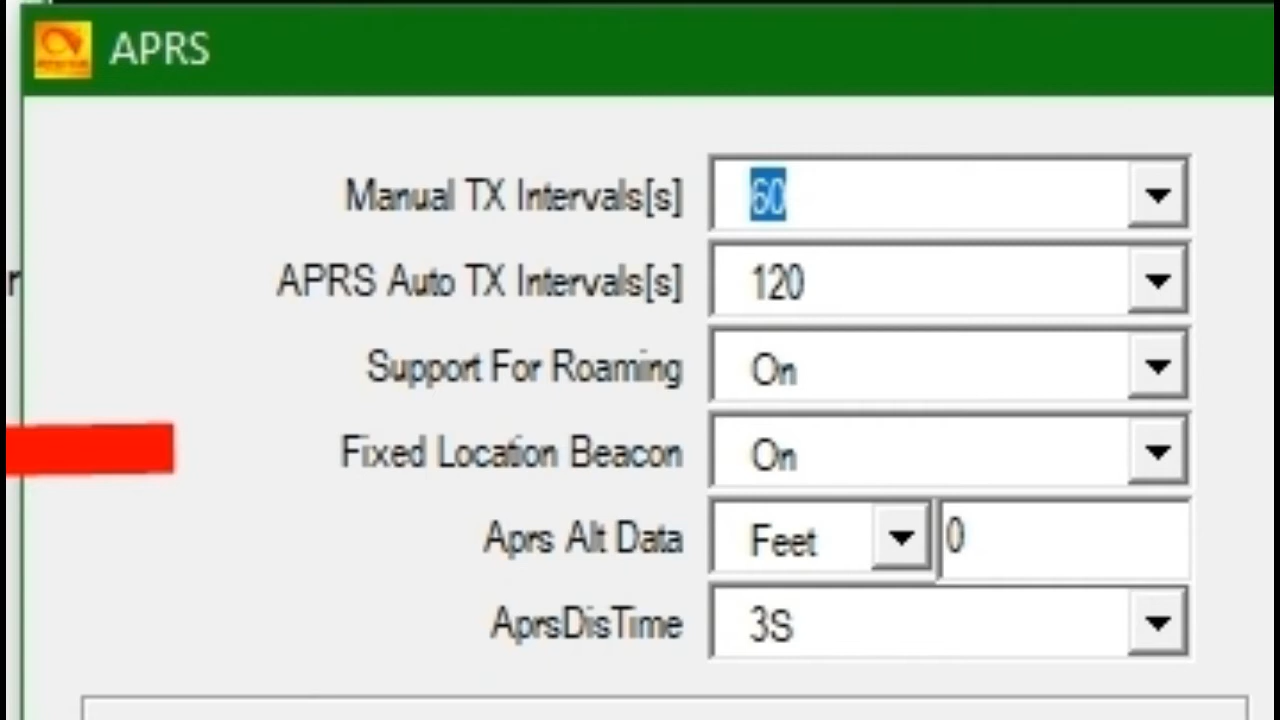 APRS
Manual TX Intervals[s] 60
r
APRS Auto TX Intervals[s] 120
Support For Roaming On
Fixed Location Beacon On
Aprs Alt Data Feet 0
AprsDisTime 3S